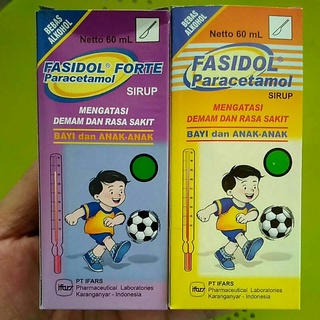 BEBAS
ALKOHOL
Netto 60 mL
FASIDOL® FORTE
Paracetamol
SIRUP
MENGATASI
DEMAM DAN RASA SAKIT
BAYI dan ANAK-ANAK
ifars
PT IFARS
Pharmaceutical Laboratories
Karanganyar - Indonesia
BEBAS
ALKOHOL
Netto 60 mL
FASIDOL®
Paracetamol
SIRUP
MENGATASI
DEMAM DAN RASA SAKIT
BAYI dan ANAK-ANAK
ifars
PT IFARS
Pharmaceutical Laboratories
Karanganyar - Indonesia